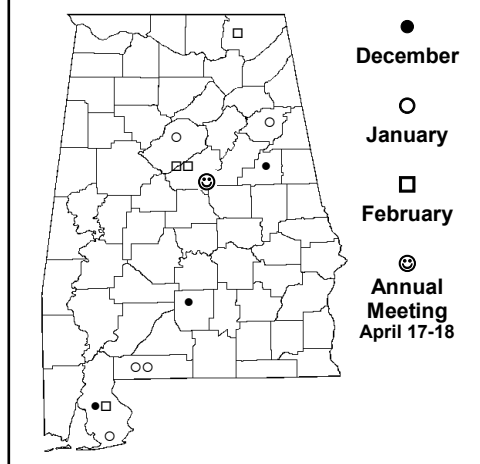 December
January
February
Annual
Meeting
April 17-18